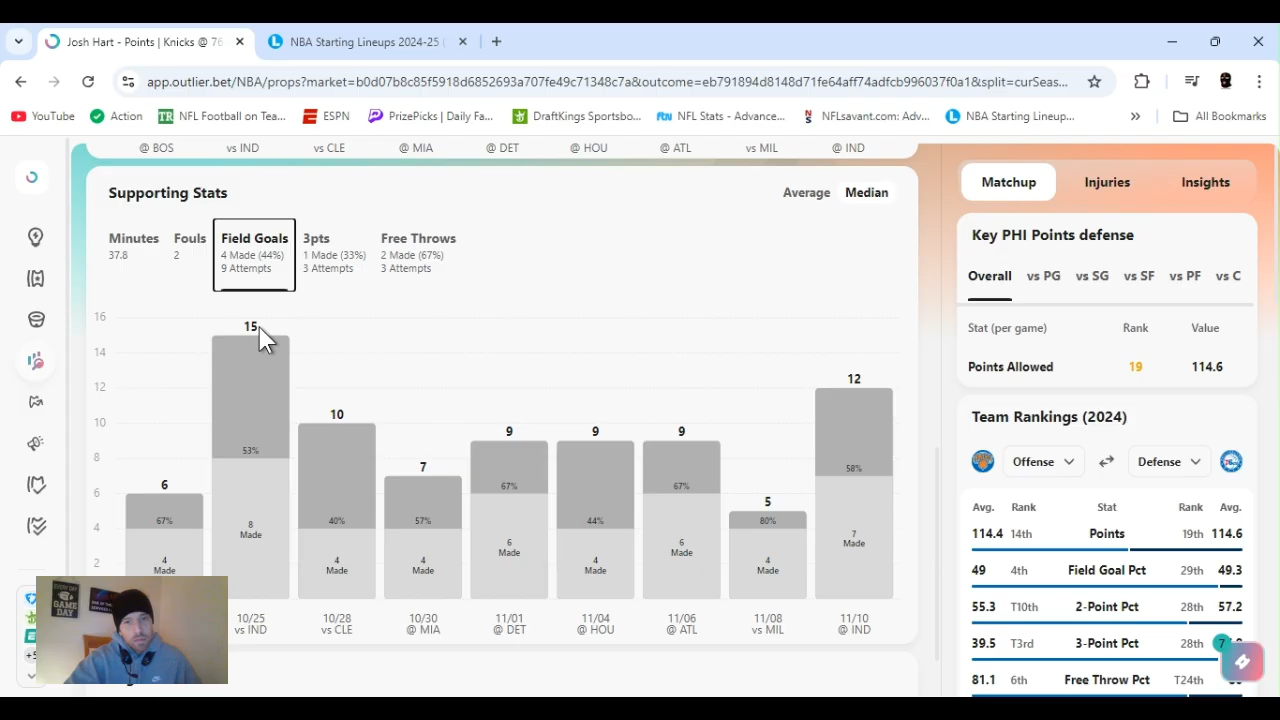 Josh Hart - Points | Knicks @ 76
NBA Starting Lineups 2024-25
app.outlier.bet/NBA/props?market=b0d07b8c85f5918d6852693a707fe49c71348c7a&outcome=eb791894d8148d71fe64aff74adfcb996037f0a1&split=curSeas...
YouTube Action NFL Football on Tea... ESPN PrizePicks | Daily Fa... DraftKings Sportsbo... NFL Stats - Advance... NFLsavant.com: Adv... NBA Starting Lineup... » All Bookmarks
@ BOS vs IND vs CLE @ MIA @ DET @ HOU @ ATL vs MIL @ IND
Supporting Stats
Average Median
Minutes Fouls Field Goals 3pts Free Throws
37.8 2 4 Made (44%) 1 Made (33%) 2 Made (67%)
9 Attempts 3 Attempts 3 Attempts
16
14
12
10
8
6
4
2
6 15 10 7 9 9 9 5 12
67% 53% 40% 57% 67% 44% 67% 80% 58%
4 8 4 4 6 4 6 4 7
Made Made Made Made Made Made Made Made Made
10/25 10/28 10/30 11/01 11/04 11/06 11/08 11/10
vs IND vs CLE @ MIA @ DET @ HOU @ ATL vs MIL @ IND
EVERY DAY
GAME
DAY
Matchup Injuries Insights
Key PHI Points defense
Overall vs PG vs SG vs SF vs PF vs C
Stat (per game) Rank Value
Points Allowed 19 114.6
Team Rankings (2024)
Offense Defense
Avg. Rank Stat Rank Avg.
114.4 14th Points 19th 114.6
49 4th Field Goal Pct 29th 49.3
55.3 T10th 2-Point Pct 28th 57.2
39.5 T3rd 3-Point Pct 28th
7
81.1 6th Free Throw Pct T24th